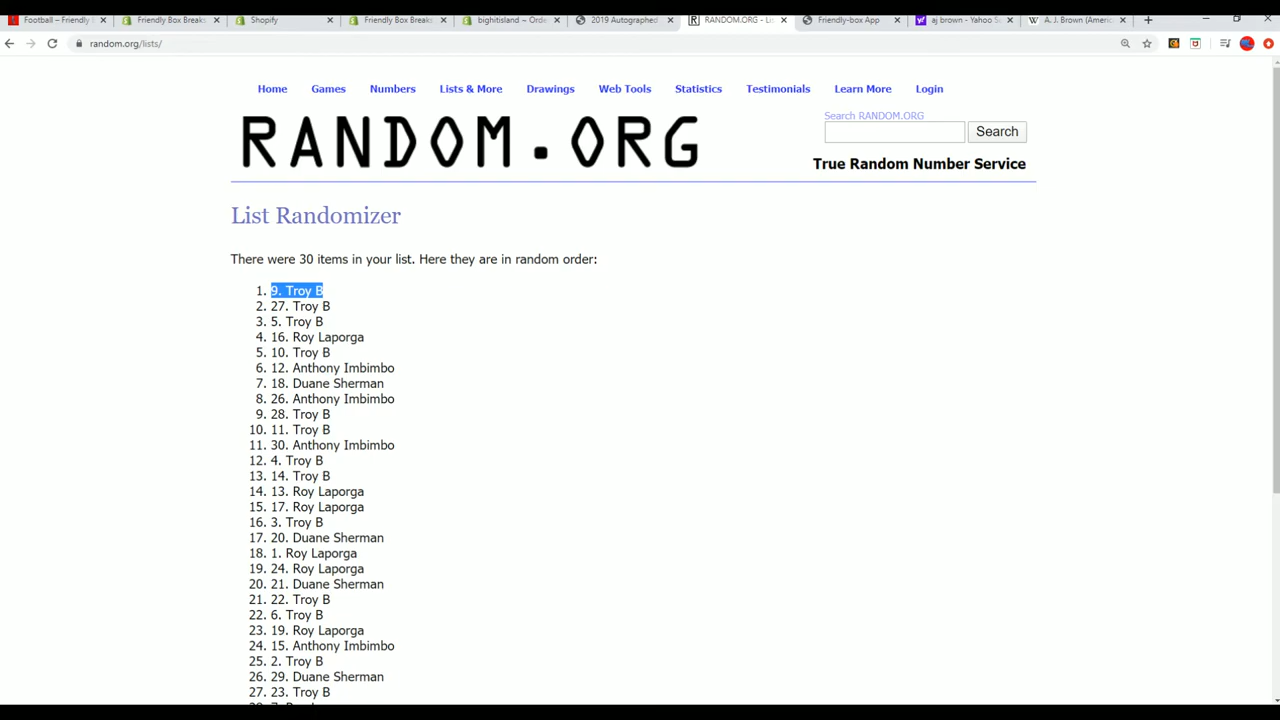 Football – Friendly
Friendly Box Breaks
Shopify
Friendly Box Breaks
bighitisland – Orde
2019 Autographed
RANDOM.ORG - Lis
Friendly-box App
aj brown - Yahoo S
A. J. Brown (Americ
random.org/lists/
Home Games Numbers Lists & More Drawings Web Tools Statistics Testimonials Learn More Login
Search RANDOM.ORG
RANDOM.ORG
Search
True Random Number Service
List Randomizer
There were 30 items in your list. Here they are in random order:
1. 9. Troy B
2. 27. Troy B
3. 5. Troy B
4. 16. Roy Laporga
5. 10. Troy B
6. 12. Anthony Imbimbo
7. 18. Duane Sherman
8. 26. Anthony Imbimbo
9. 28. Troy B
10. 11. Troy B
11. 30. Anthony Imbimbo
12. 4. Troy B
13. 14. Troy B
14. 13. Roy Laporga
15. 17. Roy Laporga
16. 3. Troy B
17. 20. Duane Sherman
18. 1. Roy Laporga
19. 24. Roy Laporga
20. 21. Duane Sherman
21. 22. Troy B
22. 6. Troy B
23. 19. Roy Laporga
24. 15. Anthony Imbimbo
25. 2. Troy B
26. 29. Duane Sherman
27. 23. Troy B